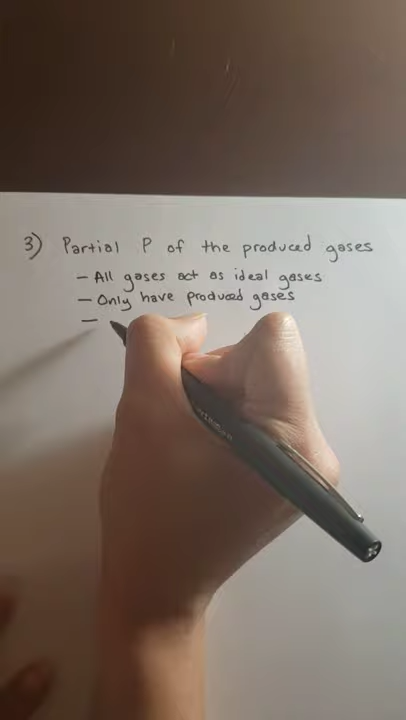 3) Partial P of the produced gases
- All gases act as ideal gases
- Only have produced gases
-